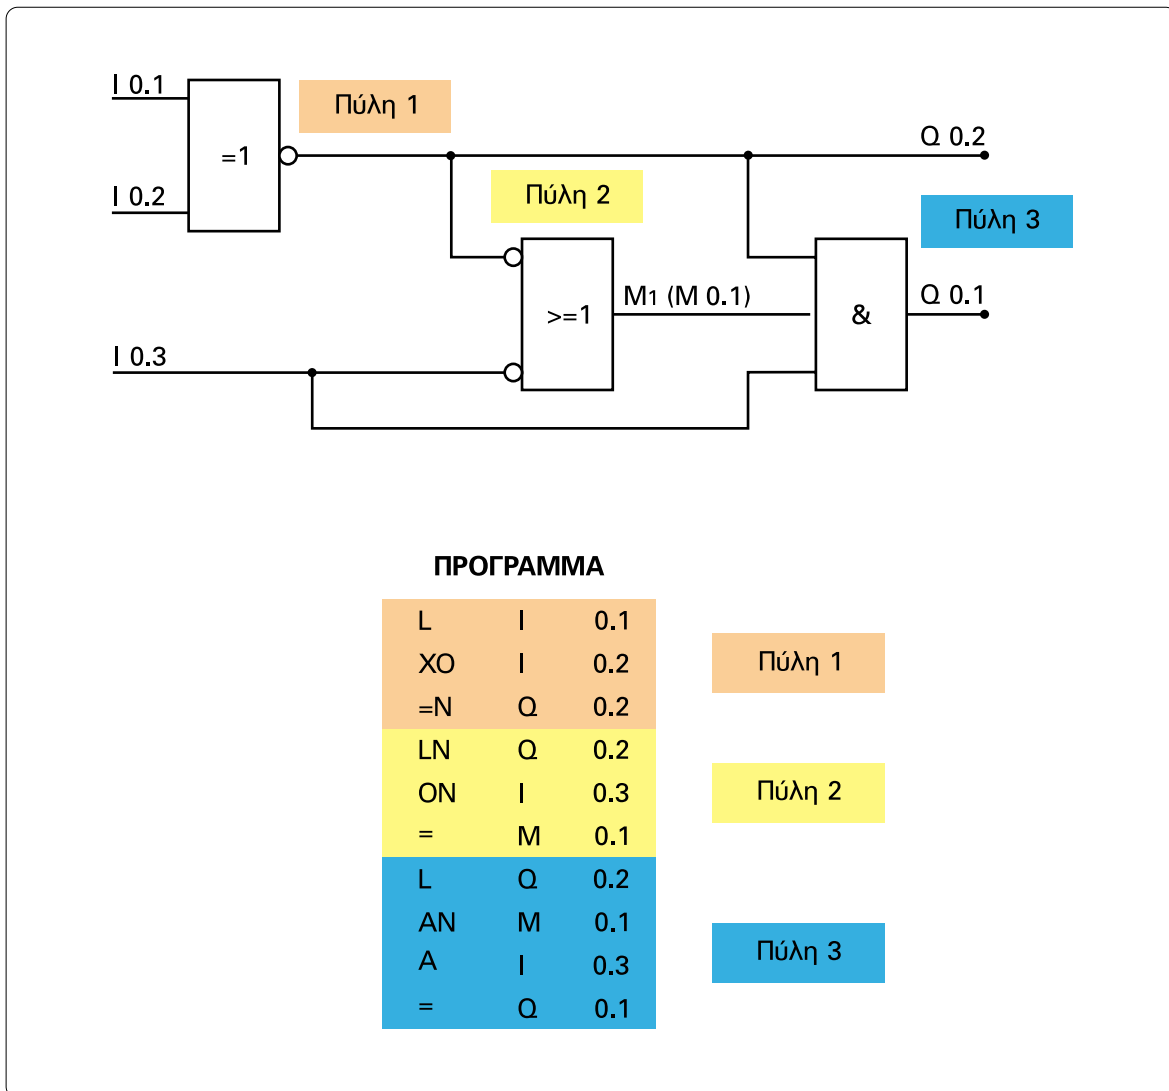 I 0.1
Πύλη 1
=1
Q 0.2
I 0.2
Πύλη 2
Πύλη 3
M1 (M 0.1)
Q 0.1
>=1
&
I 0.3
ΠΡΟΓΡΑΜΜΑ
L I 0.1
XO I 0.2
=N Q 0.2
Πύλη 1
LN Q 0.2
ON I 0.3
= M 0.1
Πύλη 2
L Q 0.2
AN M 0.1
A I 0.3
= Q 0.1
Πύλη 3